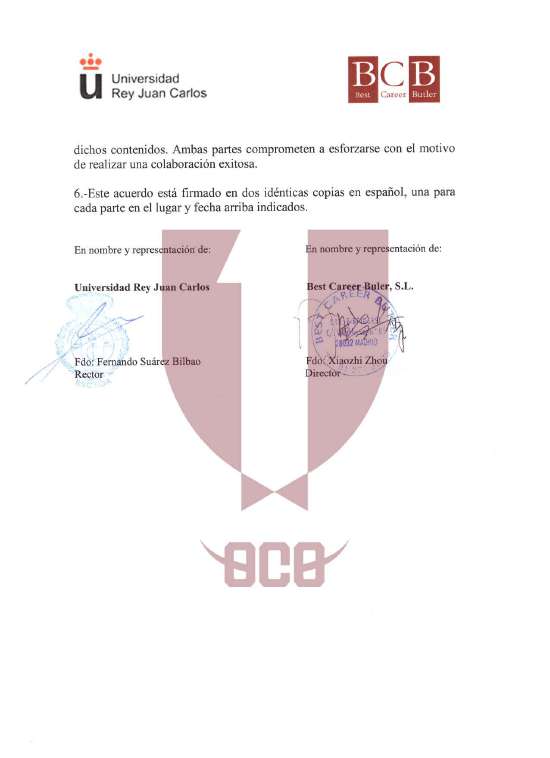 Universidad
Rey Juan Carlos
BCB
Best Career Butler
dichos contenidos. Ambas partes comprometen a esforzarse con el motivo
de realizar una colaboración exitosa.
6.-Este acuerdo está firmado en dos idénticas copias en español, una para
cada parte en el lugar y fecha arriba indicados.
En nombre y representación de:
En nombre y representación de:
Universidad Rey Juan Carlos
Best Career Buler, S.L.
BEST CAREER
28032 MADRID
Fdo: Fernando Suárez Bilbao
Rector
Fdo: Xiaozhi Zhou
Director
BCB